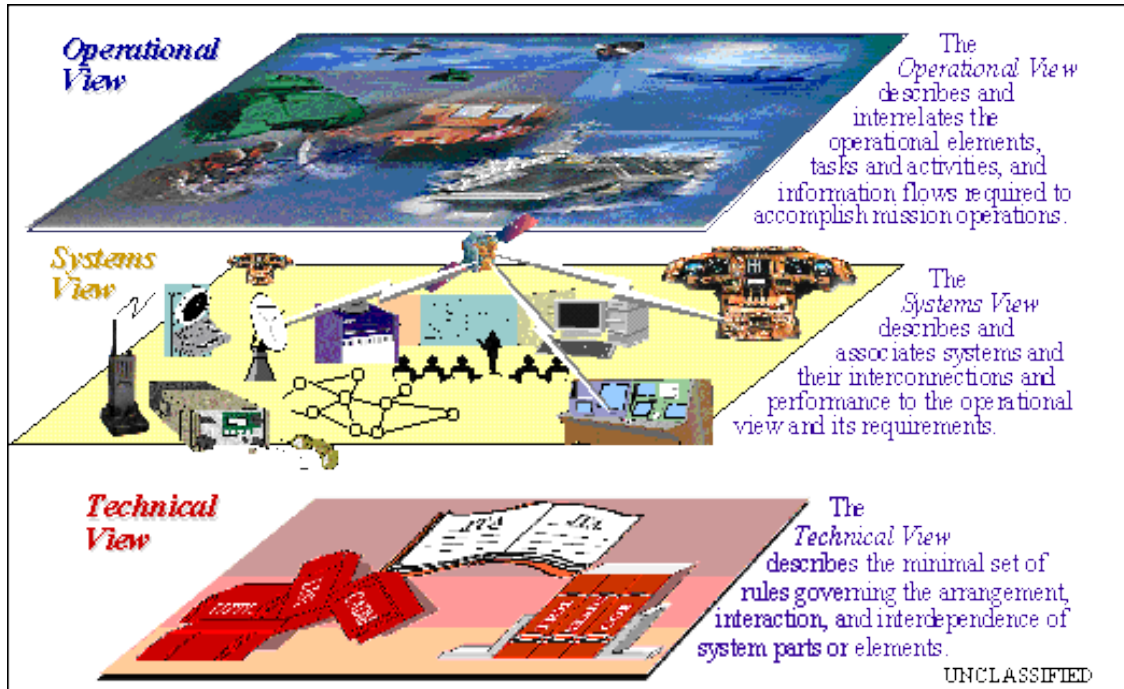 Operational
View
The
Operational View
describes and
interrelates the
operational elements,
tasks and activities, and
information flows required to
accomplish mission operations.
Systems
View
The
Systems View
describes and
associates systems and
their interconnections and
performance to the operational
view and its requirements.
Technical
View
JTA
JTA
The
Technical View
describes the minimal set of
rules governing the arrangement,
interaction, and interdependence of
system parts or elements.
UNCLASSIFIED